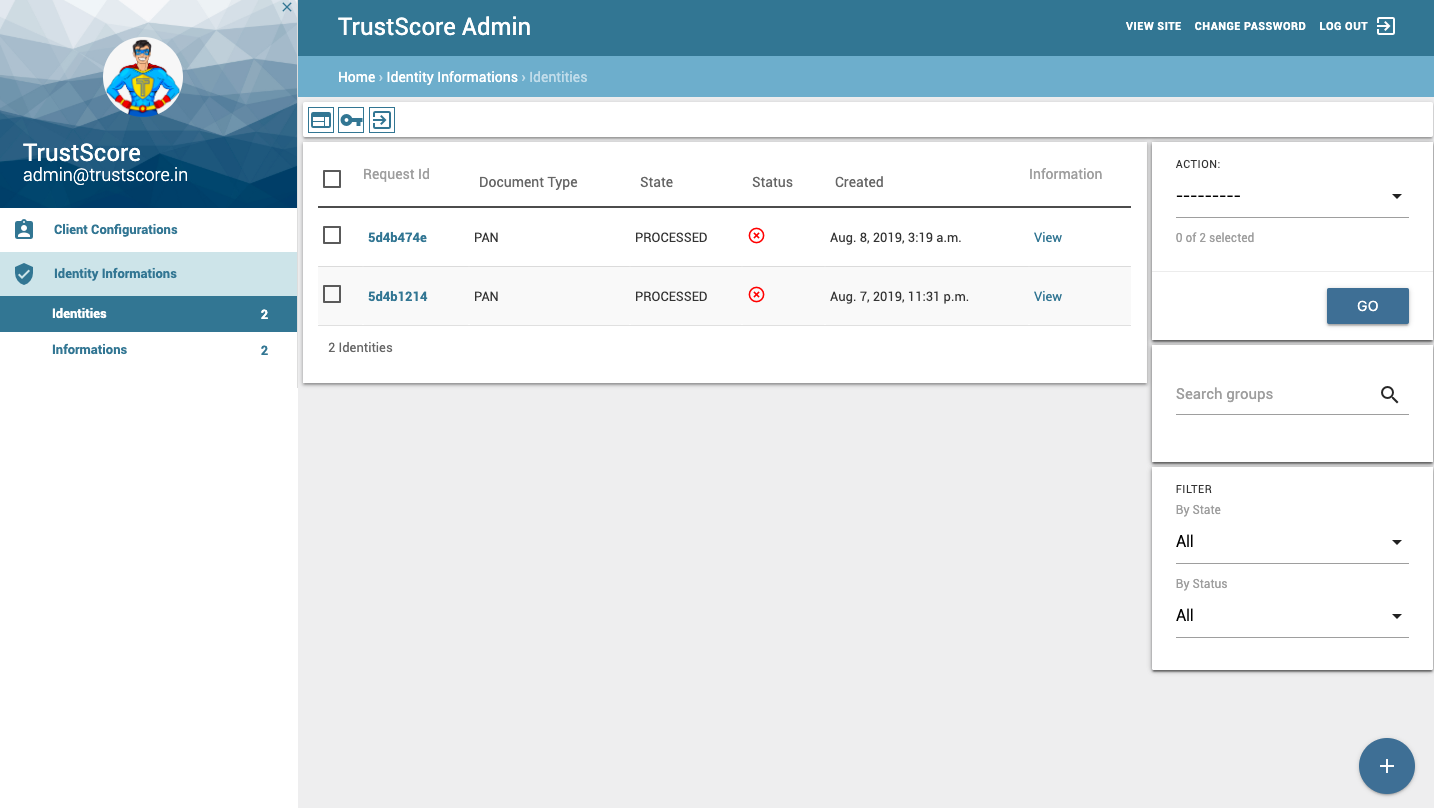 TrustScore
admin@trustscore.in
Client Configurations
Identity Informations
Identities 2
Informations 2
TrustScore Admin
VIEW SITE CHANGE PASSWORD LOG OUT
Home › Identity Informations › Identities
Request Id Document Type State Status Created Information
5d4b474e PAN PROCESSED Aug. 8, 2019, 3:19 a.m. View
5d4b1214 PAN PROCESSED Aug. 7, 2019, 11:31 p.m. View
2 Identities
ACTION:
---------
0 of 2 selected
GO
Search groups
FILTER
By State
All
By Status
All